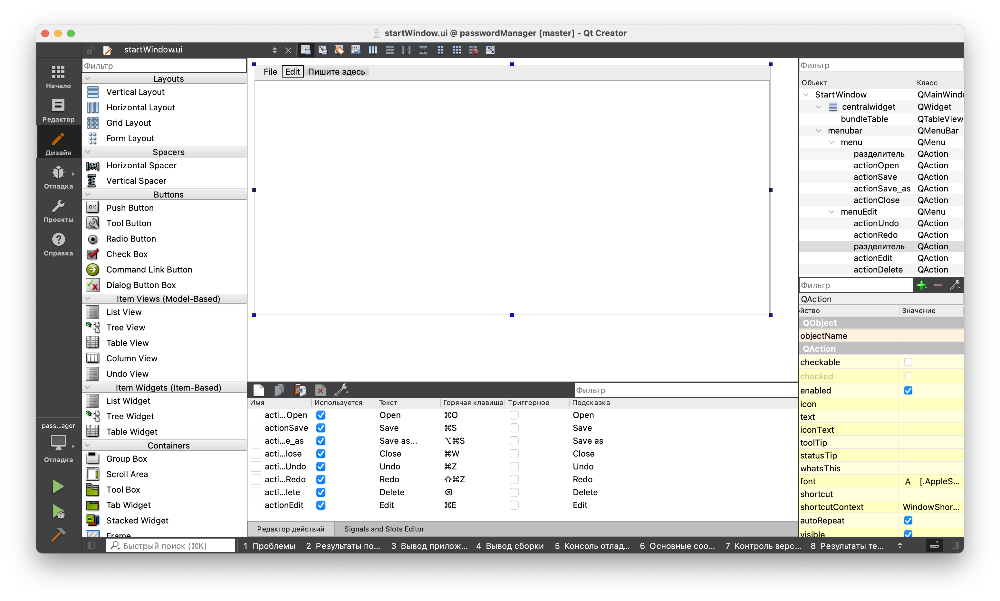 startWindow.ui @ passwordManager [master] - Qt Creator
startWindow.ui
Начало
Редактор
Дизайн
Отладка
Проекты
Справка
pass...ager
Отладка
Фильтр
Layouts
Vertical Layout
Horizontal Layout
Grid Layout
Form Layout
Spacers
Horizontal Spacer
Vertical Spacer
Buttons
OK
Push Button
Tool Button
Radio Button
Check Box
Command Link Button
Dialog Button Box
Item Views (Model-Based)
List View
Tree View
Table View
Column View
Undo View
Item Widgets (Item-Based)
List Widget
Tree Widget
Table Widget
Containers
Group Box
Scroll Area
Tool Box
Tab Widget
Stacked Widget
Frame
File Edit Пишите здесь
Фильтр
Имя Используется Текст Горячая клавиша Триггерное Подсказка
acti...Open Open ⌘O Open
actionSave Save ⌘S Save
acti...e_as Save as... ⌥⌘S Save as
acti...lose Close ⌘W Close
acti...Undo Undo ⌘Z Undo
acti...Redo Redo ⇧⌘Z Redo
acti...lete Delete ⌫ Delete
actionEdit Edit ⌘E Edit
Редактор действий Signals and Slots Editor
Фильтр
Объект Класс
StartWindow QMainWindo
centralwidget QWidget
bundleTable QTableView
menubar QMenuBar
menu QMenu
разделитель QAction
actionOpen QAction
actionSave QAction
actionSave_as QAction
actionClose QAction
menuEdit QMenu
actionUndo QAction
actionRedo QAction
разделитель QAction
actionEdit QAction
actionDelete QAction
Фильтр
QAction
йство Значение
QObject
objectName
QAction
checkable
checked
enabled
icon
text
iconText
toolTip
statusTip
whatsThis
font A [.AppleS...
shortcut
shortcutContext WindowShor...
autoRepeat
visible
Быстрый поиск (⌘K) 1 Проблемы 2 Результаты по... 3 Вывод прилож... 4 Вывод сборки 5 Консоль отлад... 6 Основные соо... 7 Контроль верс... 8 Результаты те...